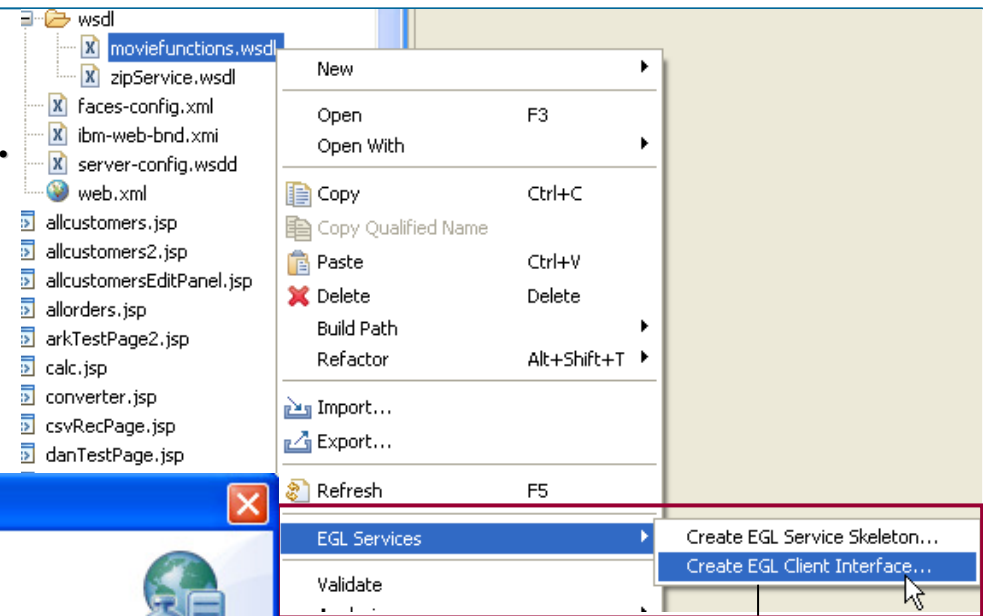 wsdl
moviefunctions.wsdl
zipService.wsdl
faces-config.xml
ibm-web-bnd.xmi
server-config.wsdd
web.xml
allcustomers.jsp
allcustomers2.jsp
allcustomersEditPanel.jsp
allorders.jsp
arkTestPage2.jsp
calc.jsp
converter.jsp
csvRecPage.jsp
danTestPage.jsp
New
Open F3
Open With
Copy Ctrl+C
Copy Qualified Name
Paste Ctrl+V
Delete Delete
Build Path
Refactor Alt+Shift+T
Import...
Export...
Refresh F5
EGL Services
Validate
Create EGL Service Skeleton...
Create EGL Client Interface...